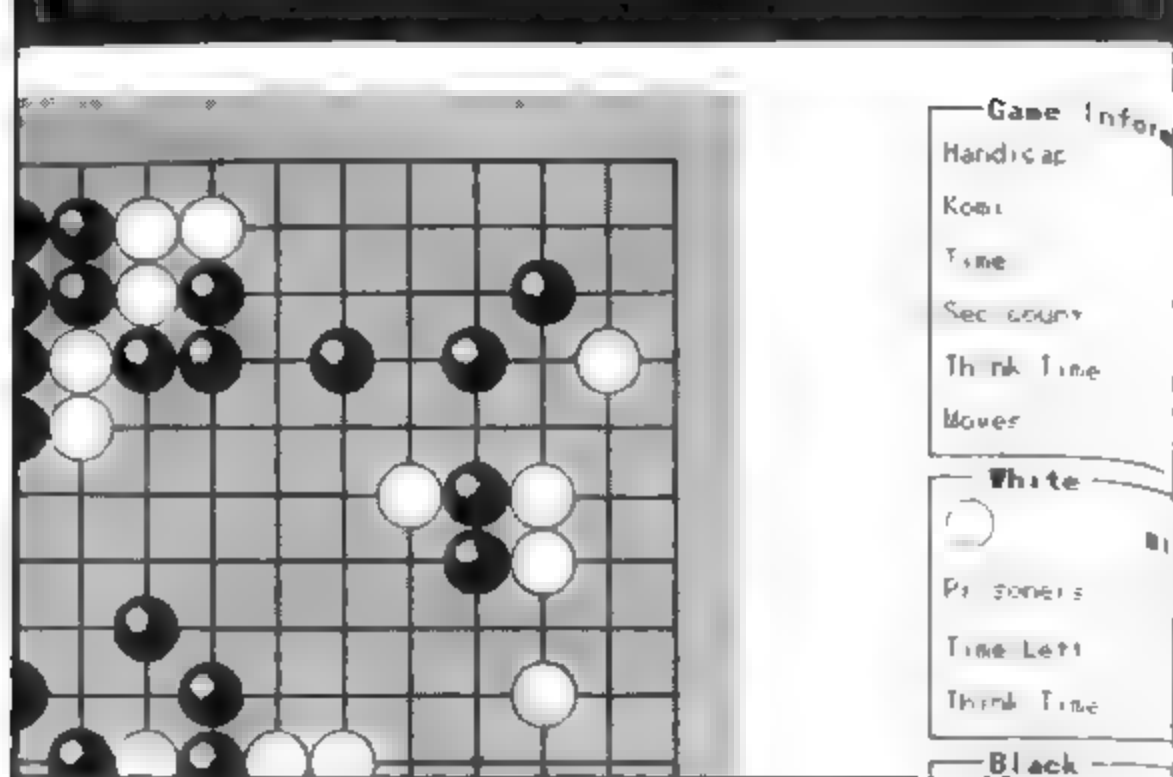 Game Infor
Handicap
Komi
Time
Sec count
Think Time
Moves
White
Prisoners
Time Left
Think Time
Black